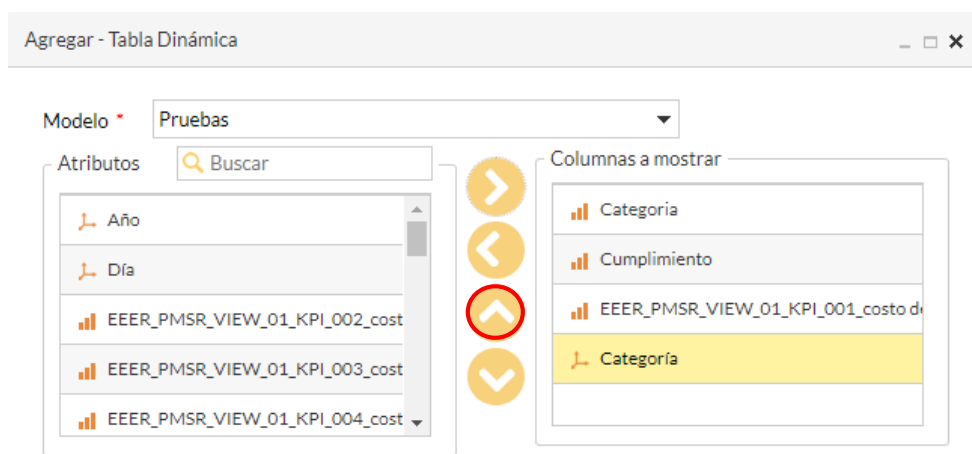 Agregar - Tabla Dinámica
Modelo * Pruebas
Atributos Buscar
Año
Día
EEER_PMSR_VIEW_01_KPI_002_cost
EEER_PMSR_VIEW_01_KPI_003_cost
EEER_PMSR_VIEW_01_KPI_004_cost
Columnas a mostrar
Categoria
Cumplimiento
EEER_PMSR_VIEW_01_KPI_001_costo de
Categoría